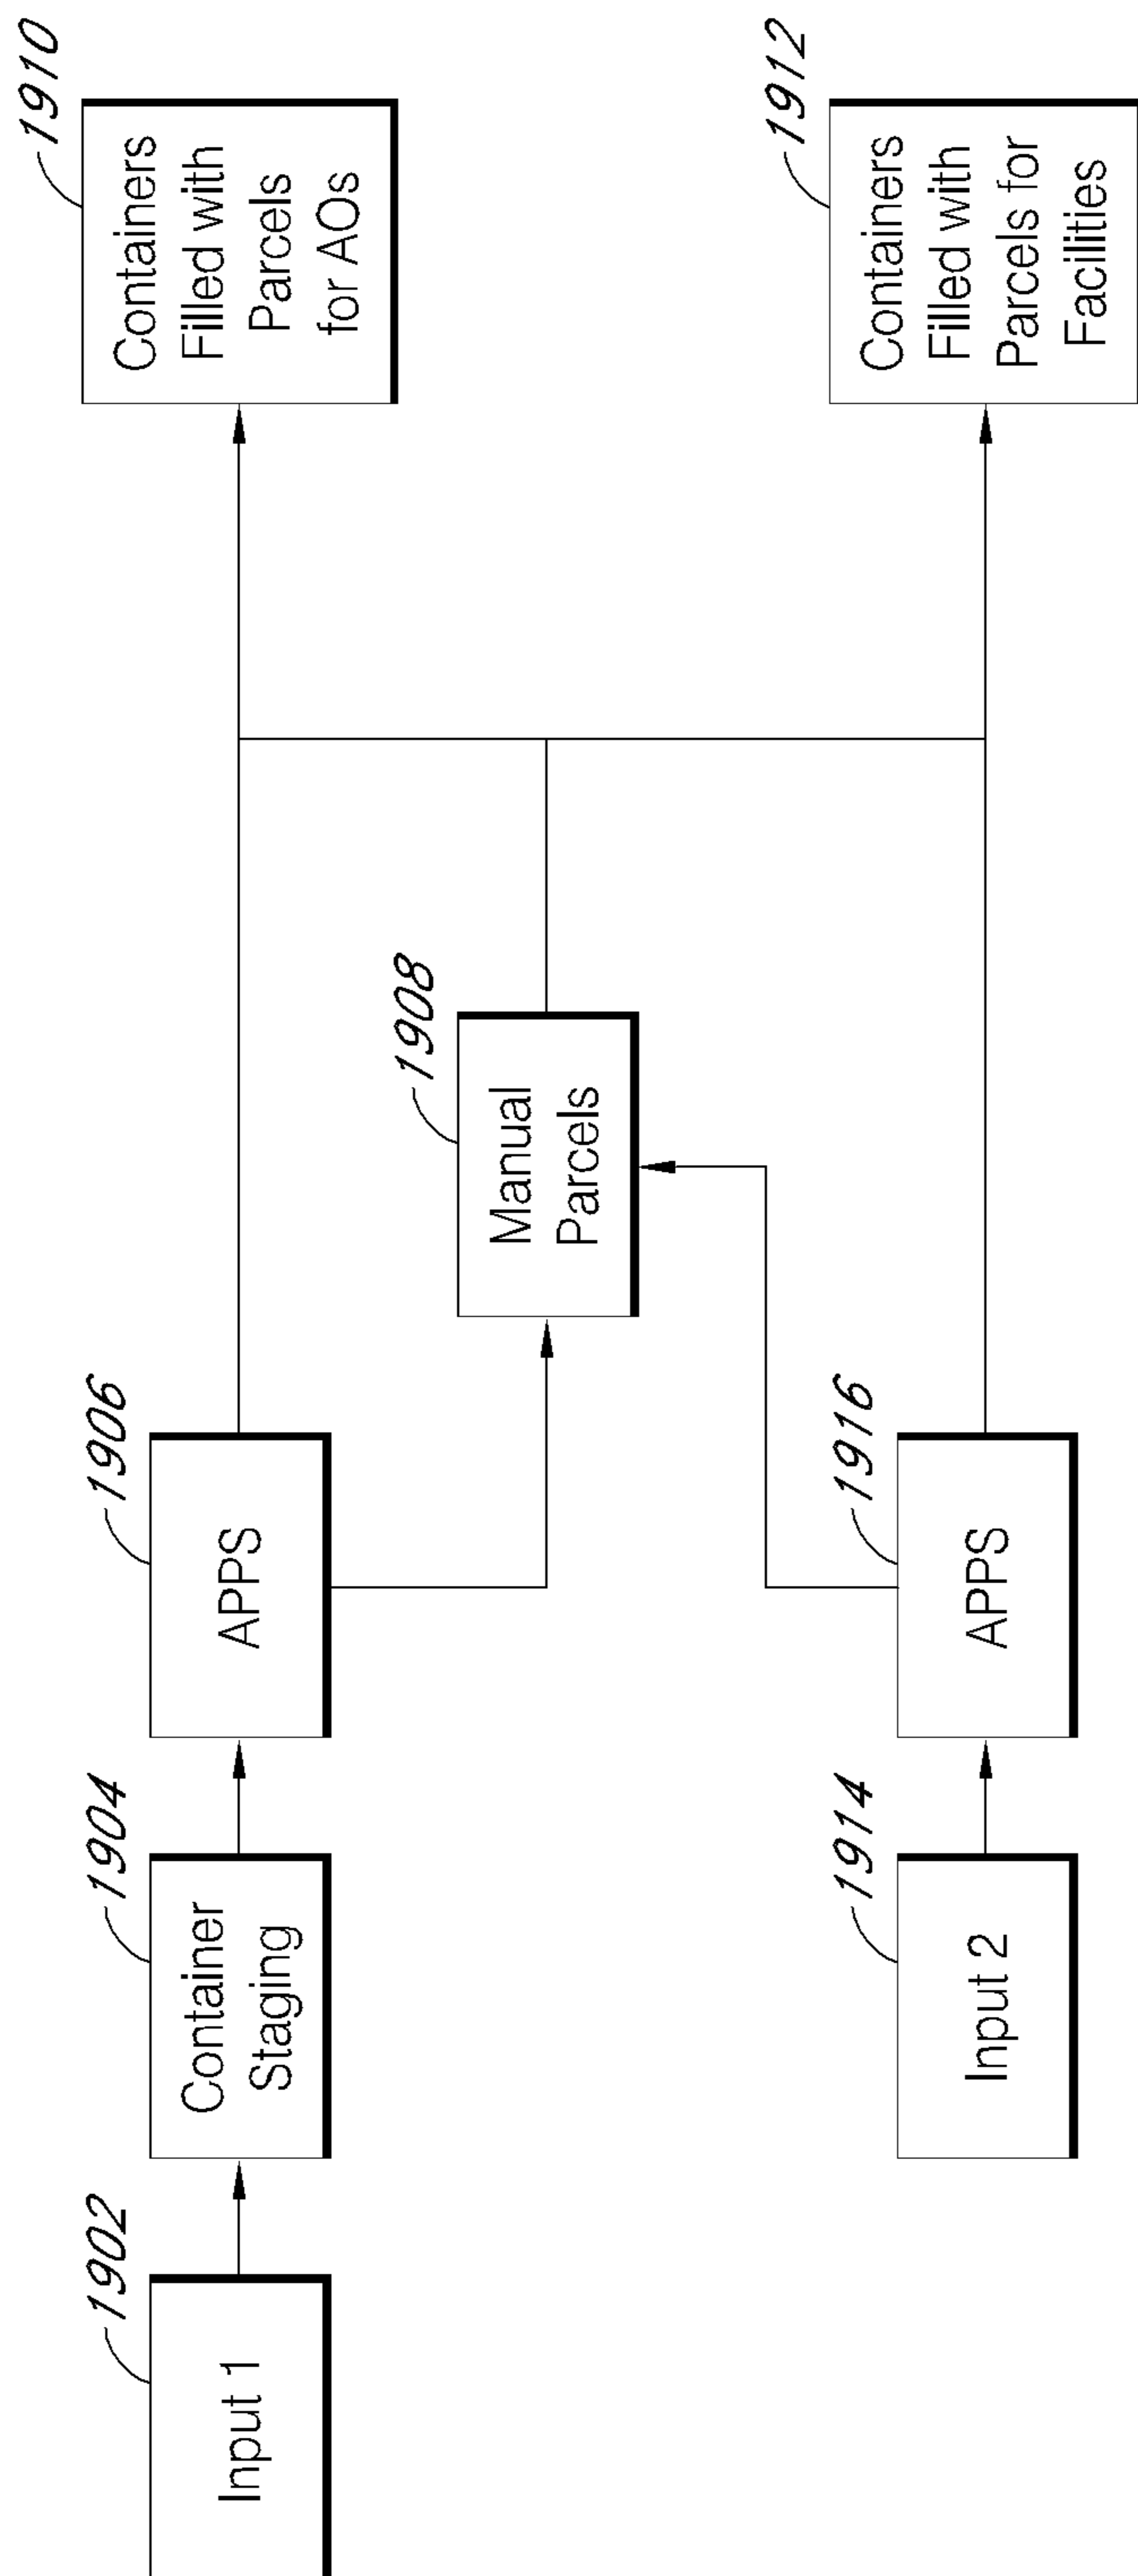 1902
Input 1
1904
Container
Staging
1906
APPS
1908
Manual
Parcels
1910
Containers
Filled with
Parcels
for AOs
1914
Input 2
1916
APPS
1912
Containers
Filled with
Parcels for
Facilities